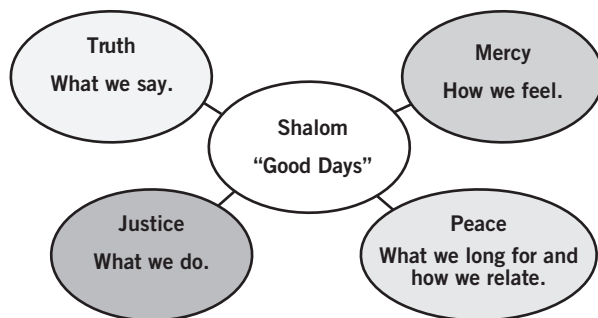 Truth
What we say.
Mercy
How we feel.
Shalom
“Good Days”
Justice
What we do.
Peace
What we long for and
how we relate.